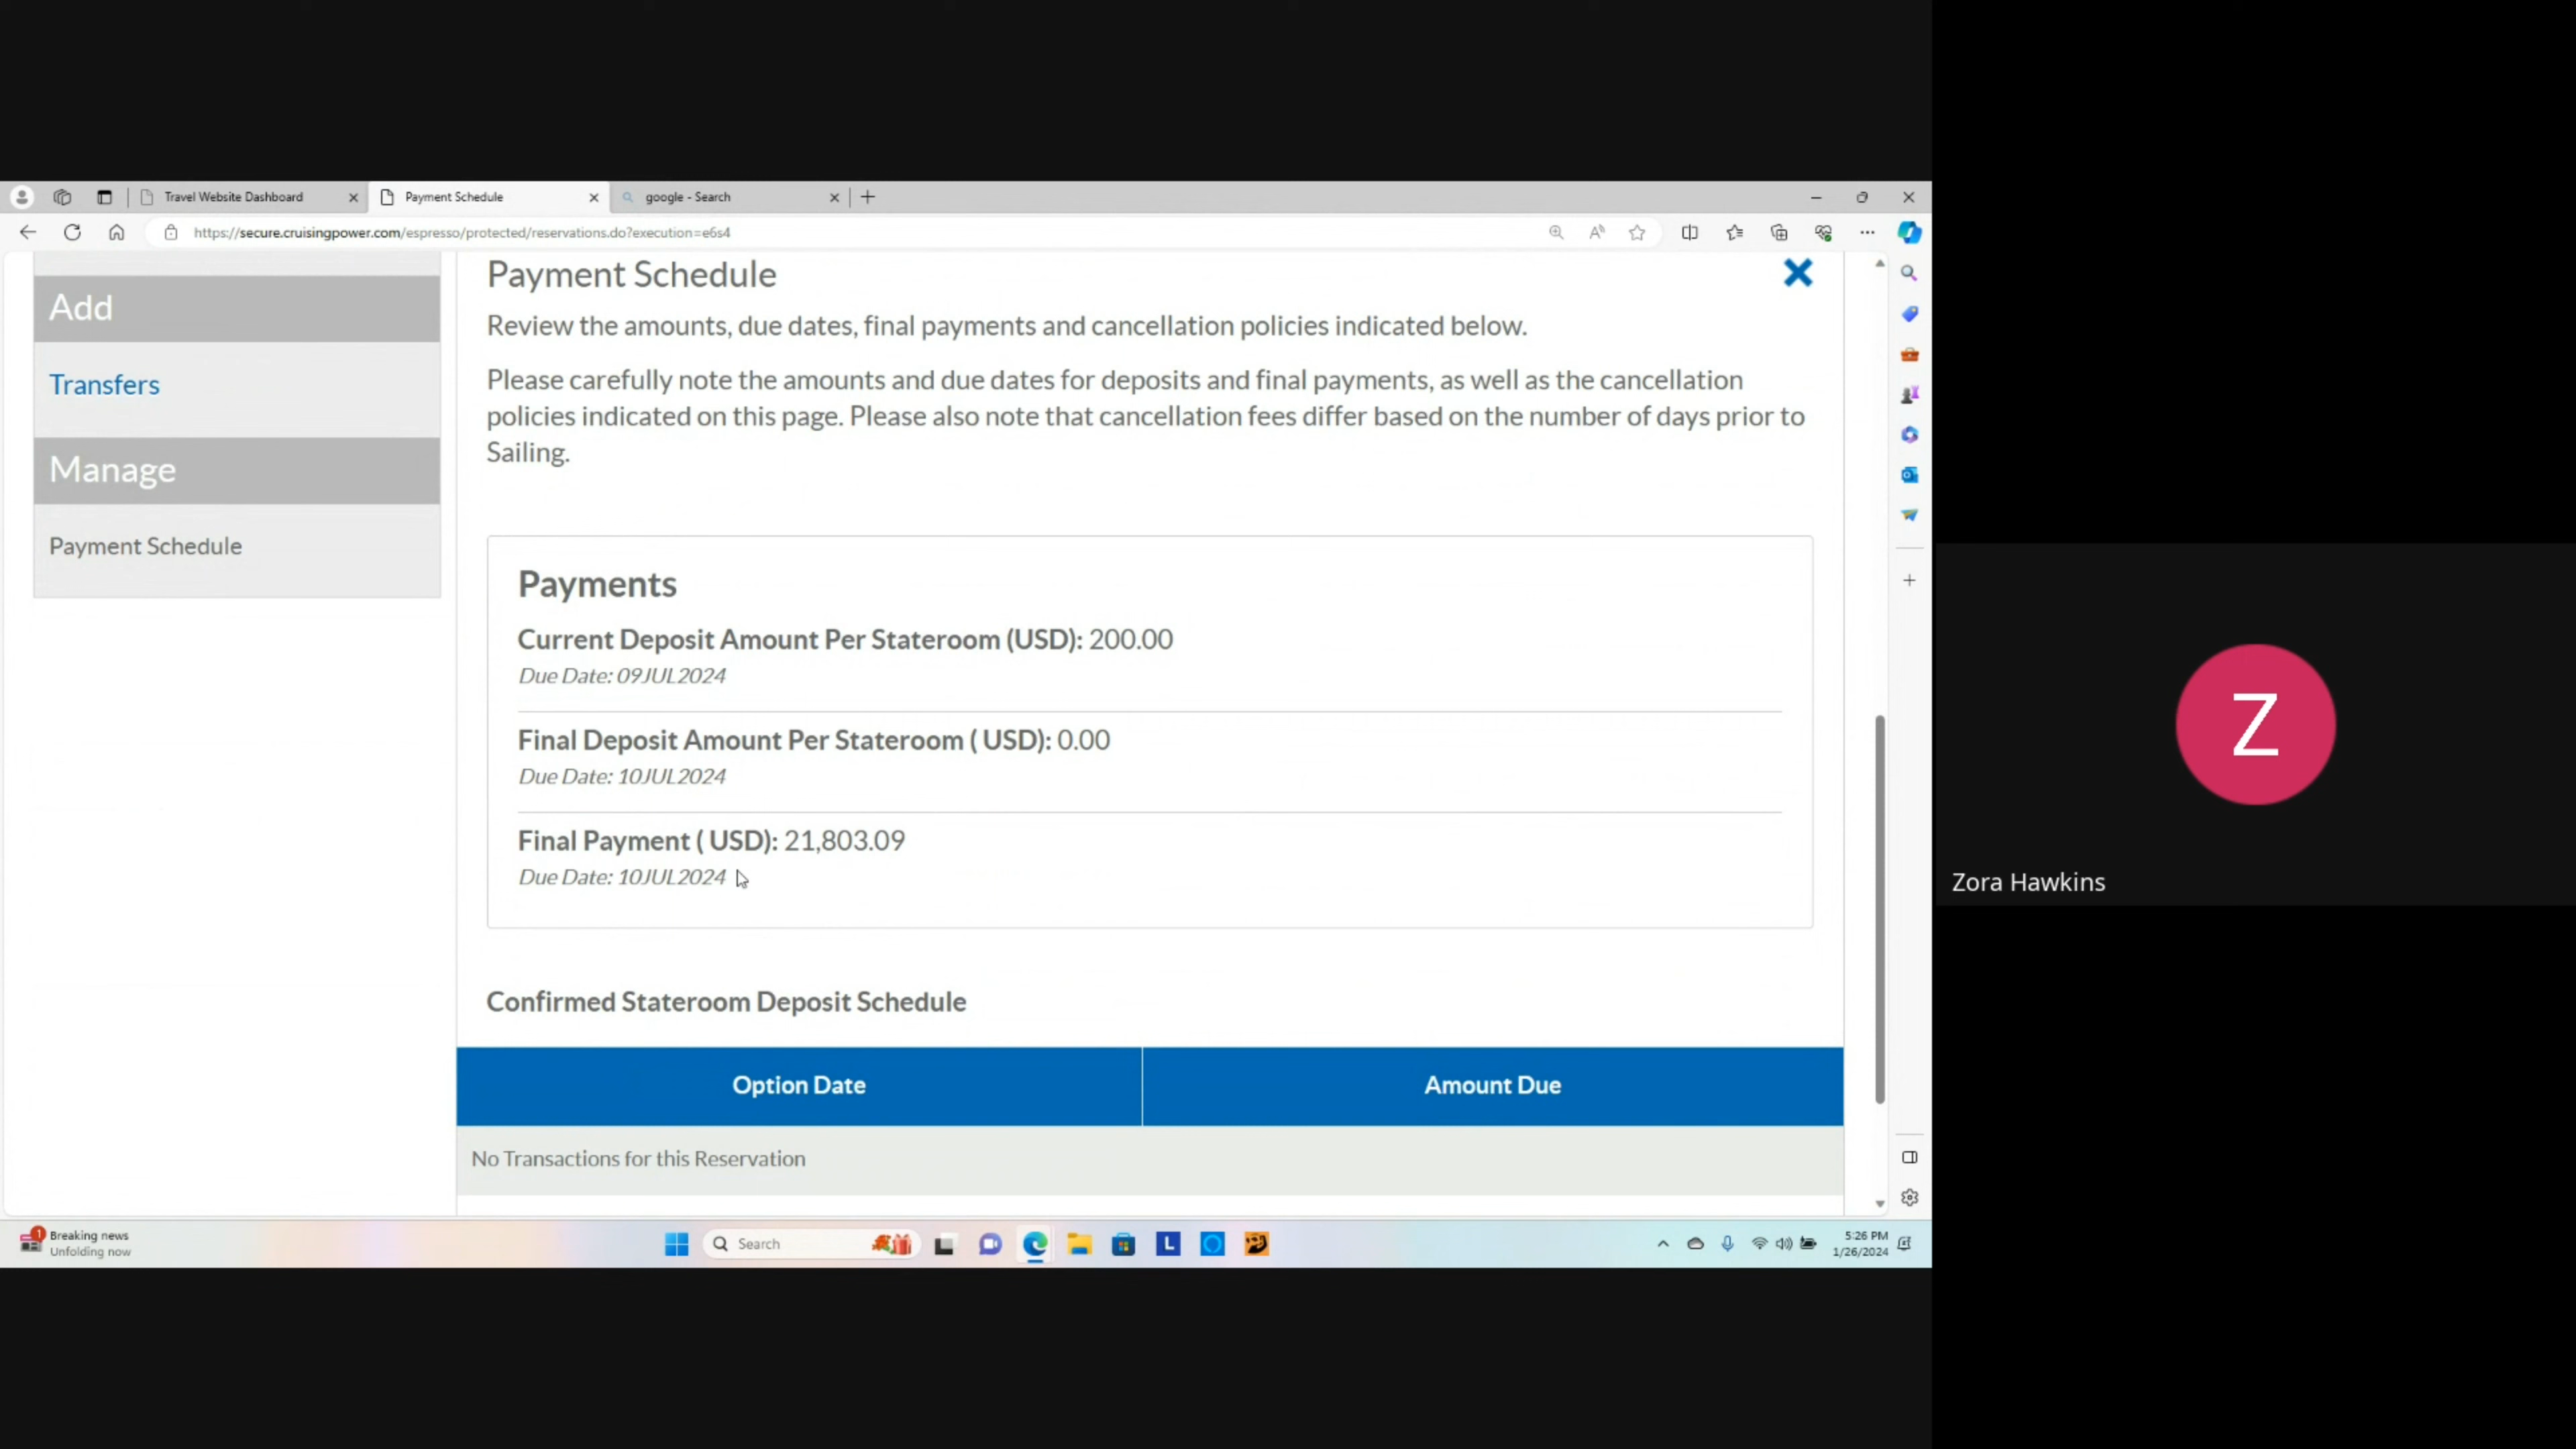 Travel Website Dashboard
Payment Schedule
google - Search
https://secure.cruisingpower.com/espresso/protected/reservations.do?execution=e6s4
Add
Transfers
Manage
Payment Schedule
Payment Schedule
Review the amounts, due dates, final payments and cancellation policies indicated below.
Please carefully note the amounts and due dates for deposits and final payments, as well as the cancellation
policies indicated on this page. Please also note that cancellation fees differ based on the number of days prior to
Sailing.
Payments
Current Deposit Amount Per Stateroom (USD): 200.00
Due Date: 09JUL2024
Final Deposit Amount Per Stateroom ( USD): 0.00
Due Date: 10JUL2024
Final Payment ( USD): 21,803.09
Due Date: 10JUL2024
Confirmed Stateroom Deposit Schedule
Option Date
Amount Due
No Transactions for this Reservation
Z
Zora Hawkins
1
Breaking news
Unfolding now
Search
L
5:26 PM
1/26/2024